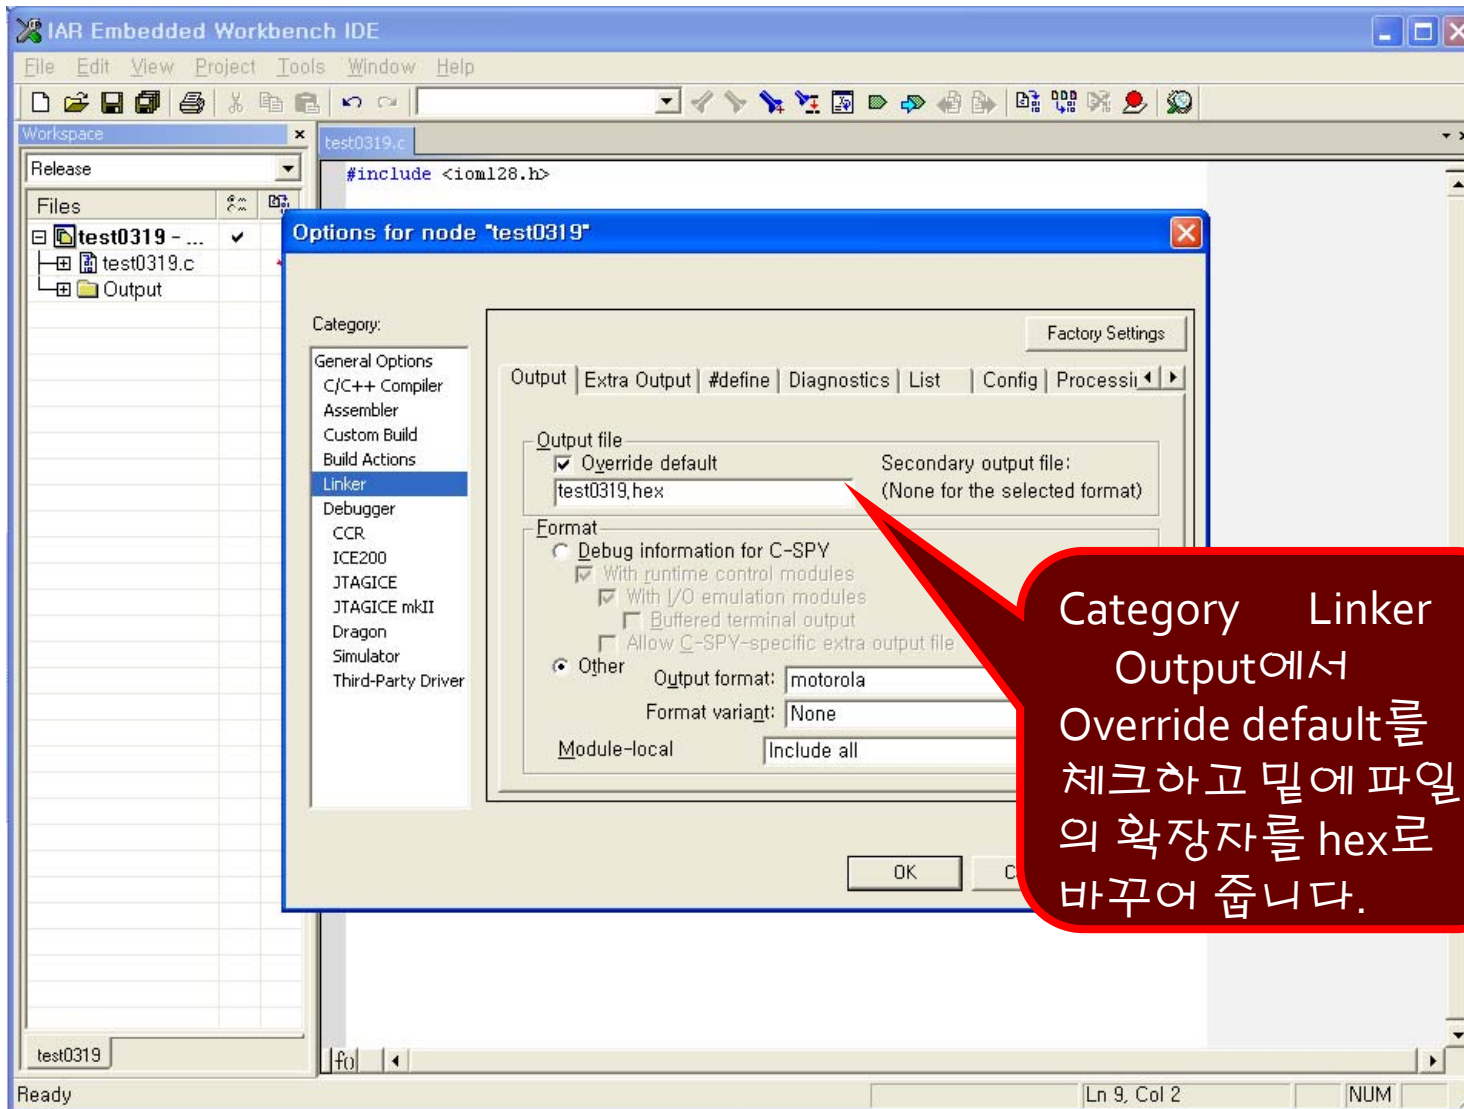 IAR Embedded Workbench IDE
File Edit View Project Tools Window Help
Workspace
test0319.c
Release
#include <iom128.h>
Files
test0319 - ...
test0319.c
Output
Options for node "test0319"
Category:
Factory Settings
General Options
C/C++ Compiler
Assembler
Custom Build
Build Actions
Linker
Debugger
CCR
ICE200
JTAGICE
JTAGICE mkII
Dragon
Simulator
Third-Party Driver
Output Extra Output #define Diagnostics List Config
Output file
Override default
test0319.hex
Secondary output file:
(None for the selected format)
Format
Debug information for C-SPY
With runtime control modules
With I/O emulation modules
Buffered terminal output
Allow C-SPY-specific extra output file
Other
Output format: motorola
Format variant: None
Module-local Include all
OK
Category Linker
Output에서
Override default를
체크하고 밑에 파일
의 확장자를 hex로
바꾸어 줍니다.
test0319
Ready
Ln 9, Col 2
NUM